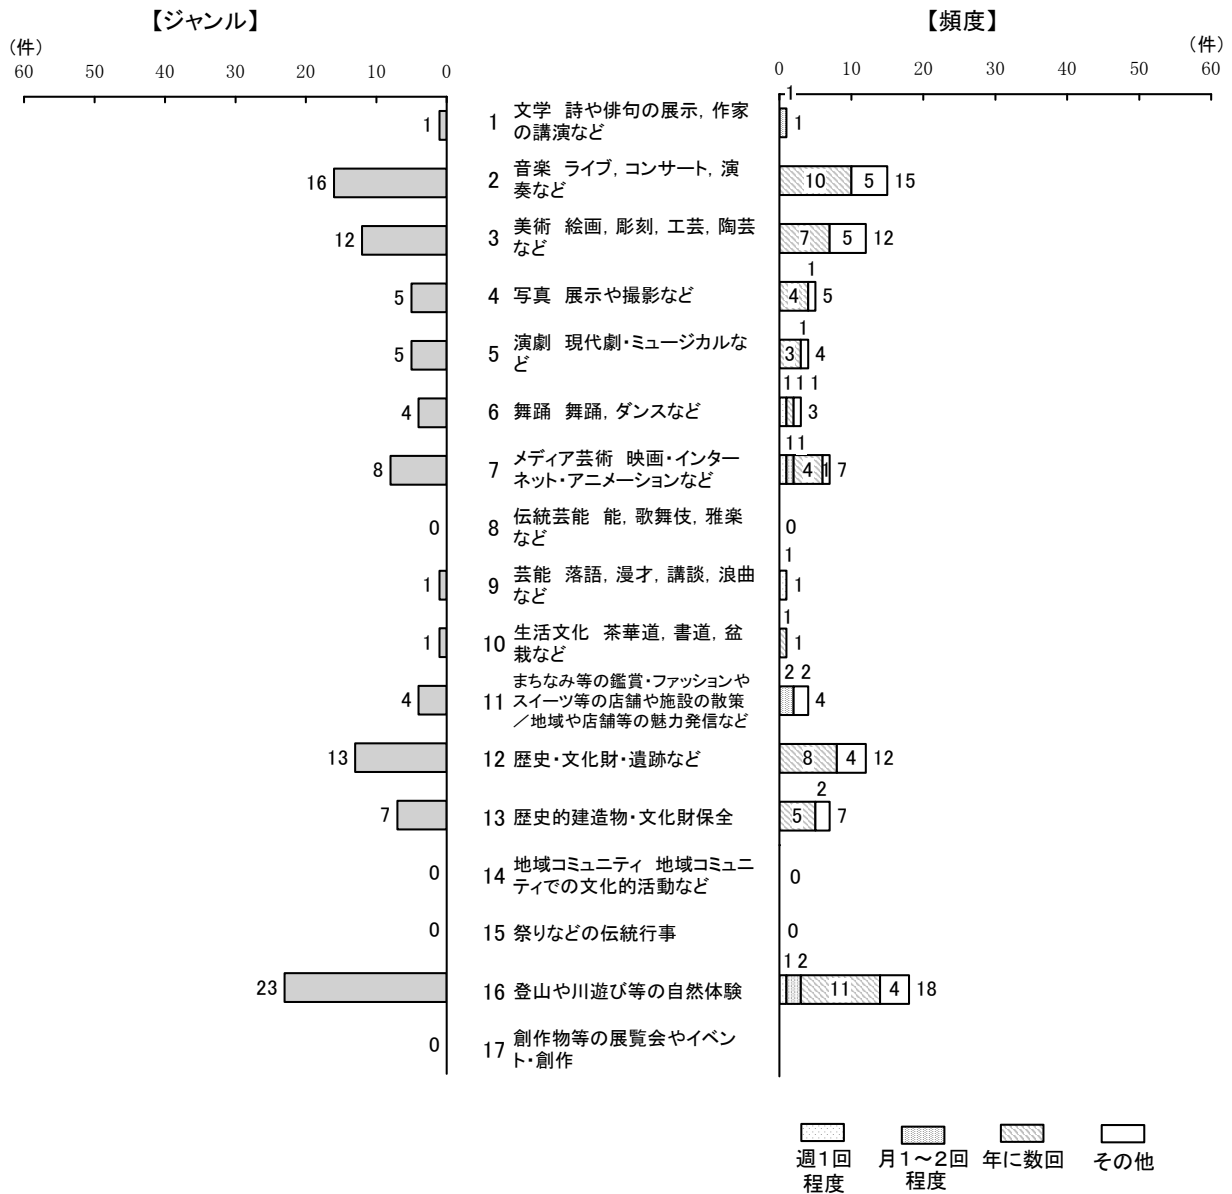 【ジャンル】
【頻度】
（件）
（件）
60 50 40 30 20 10 0
0 10 20 30 40 50 60
1
1 1 文学　詩や俳句の展示，作家 1
の講演など
16 2 音楽　ライブ，コンサート，演 10 5 15
奏など
12 3 美術　絵画，彫刻，工芸，陶芸 7 5 12
など
1
5 4 写真　展示や撮影など 4 5
1
5 5 演劇　現代劇・ミュージカルな 3 4
ど
1 1 1
4 6 舞踊　舞踊，ダンスなど 3
1 1
8 7 メディア芸術　映画・インター 4 1 7
ネット・アニメーションなど
0 8 伝統芸能　能，歌舞伎，雅楽 0
など
1
1 9 芸能　落語，漫才，講談，浪曲 1
など
1
1 10 生活文化　茶華道，書道，盆 1
栽など
2 2
4 11 まちなみ等の鑑賞・ファッションや 4
スイーツ等の店舗や施設の散策
／地域や店舗等の魅力発信など
13 12 歴史・文化財・遺跡など 8 4 12
2
7 13 歴史的建造物・文化財保全 5 7
0 14 地域コミュニティ　地域コミュニ 0
ティでの文化的活動など
0 15 祭りなどの伝統行事 0
1 2
23 16 登山や川遊び等の自然体験 11 4 18
0 17 創作物等の展覧会やイベン
ト・創作
週１回 月１～２回 年に数回 その他
程度 程度